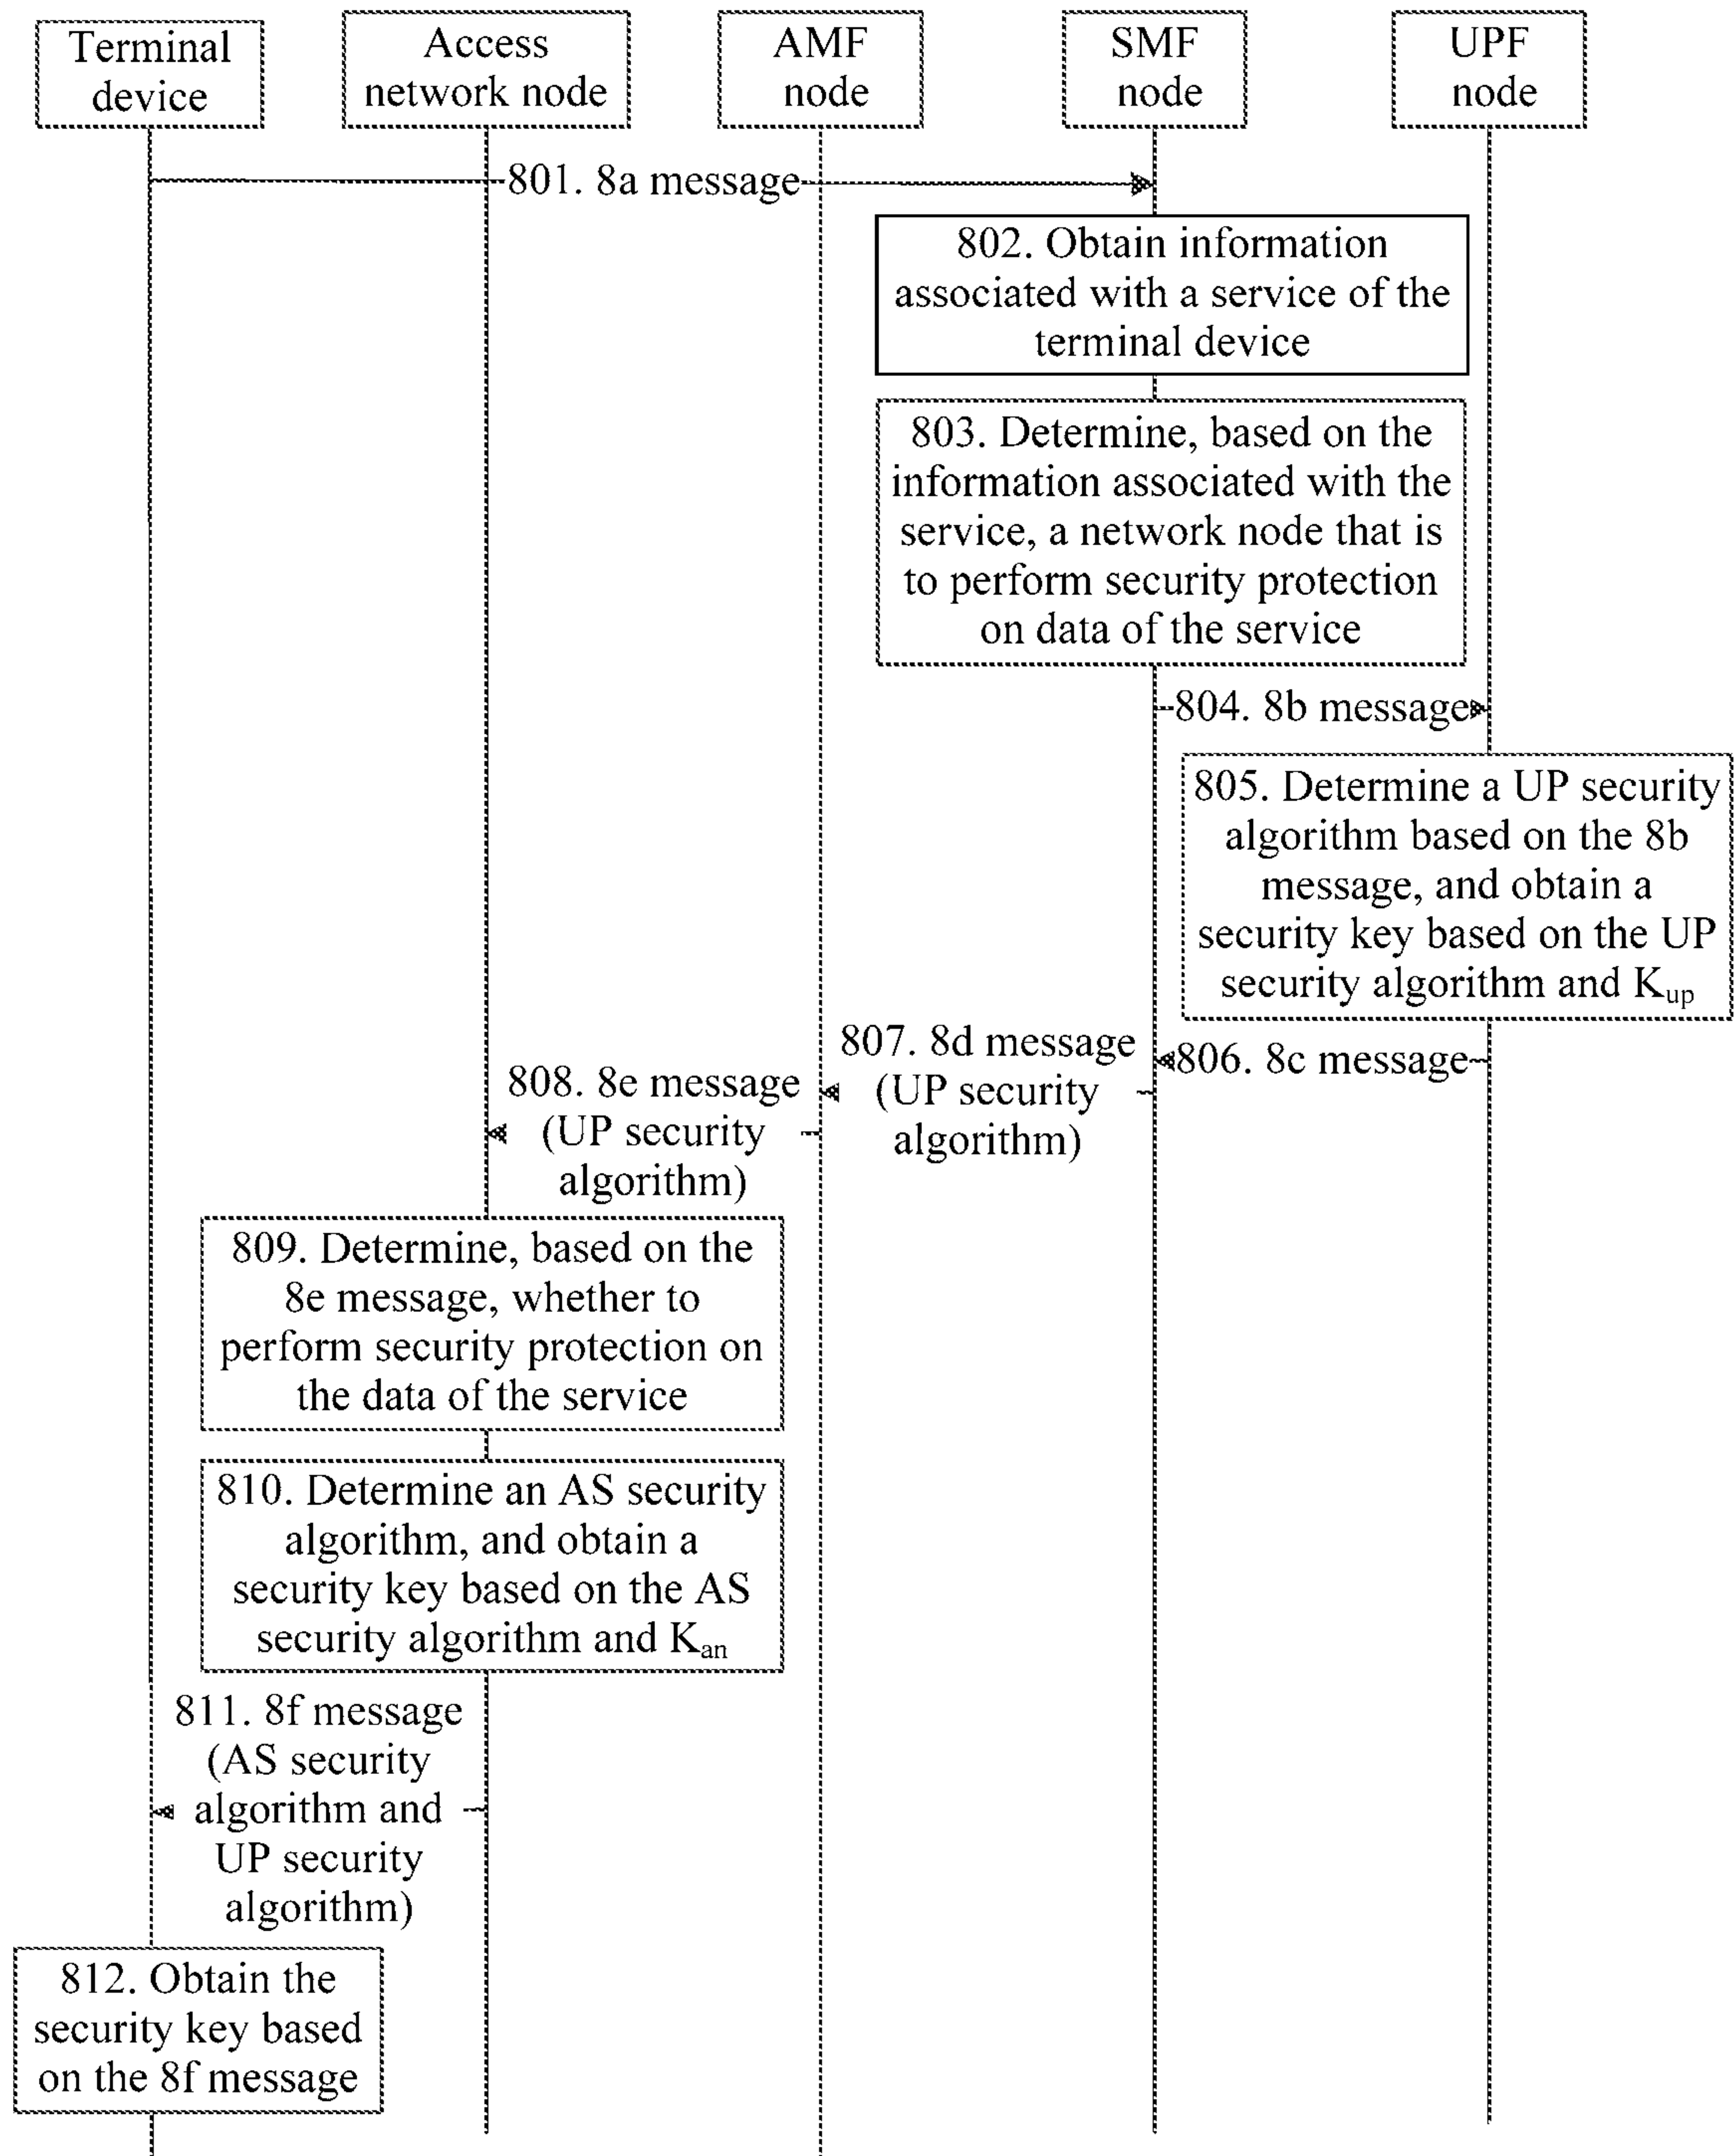 Terminal
device
Access
network node
AMF
node
SMF
node
UPF
node
801. 8a message
802. Obtain information
associated with a service of the
terminal device
803. Determine, based on the
information associated with the
service, a network node that is
to perform security protection
on data of the service
804. 8b message
805. Determine a UP security
algorithm based on the 8b
message, and obtain a
security key based on the UP
security algorithm and Kup
806. 8c message
807. 8d message
(UP security
algorithm)
808. 8e message
(UP security
algorithm)
809. Determine, based on the
8e message, whether to
perform security protection on
the data of the service
810. Determine an AS security
algorithm, and obtain a
security key based on the AS
security algorithm and Kan
811. 8f message
(AS security
algorithm and
UP security
algorithm)
812. Obtain the
security key based
on the 8f message